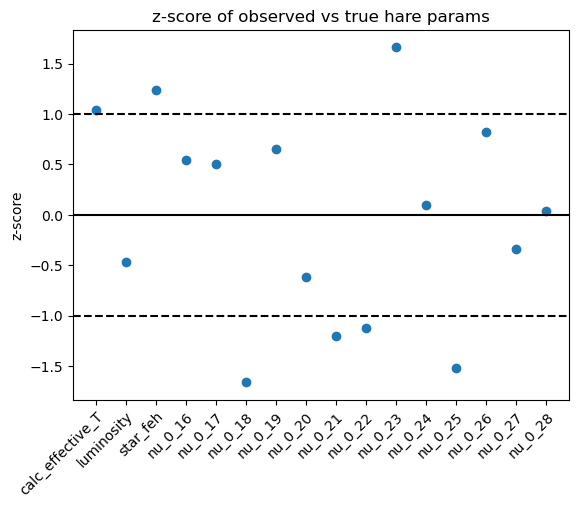 z-score of observed vs true hare params
z-score
1.5
1.0
0.5
0.0
−0.5
−1.0
−1.5
calc_effective_T
luminosity
star_feh
nu_0_16
nu_0_17
nu_0_18
nu_0_19
nu_0_20
nu_0_21
nu_0_22
nu_0_23
nu_0_24
nu_0_25
nu_0_26
nu_0_27
nu_0_28